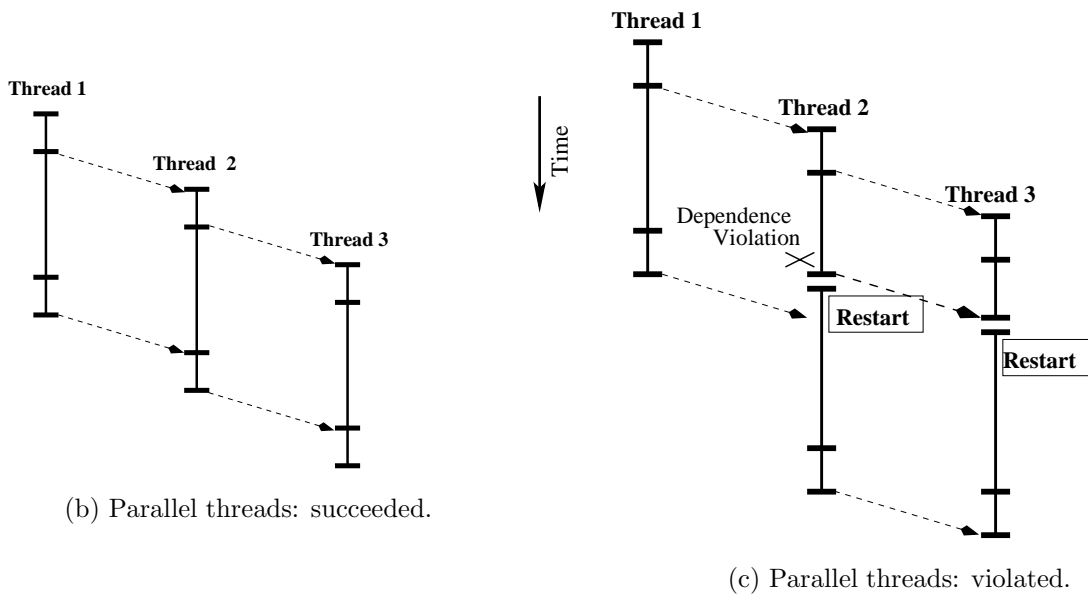 Thread 1
Thread 2
Thread 3
(b) Parallel threads: succeeded.
Time
Thread 1
Thread 2
Thread 3
Dependence
Violation
Restart
Restart
(c) Parallel threads: violated.